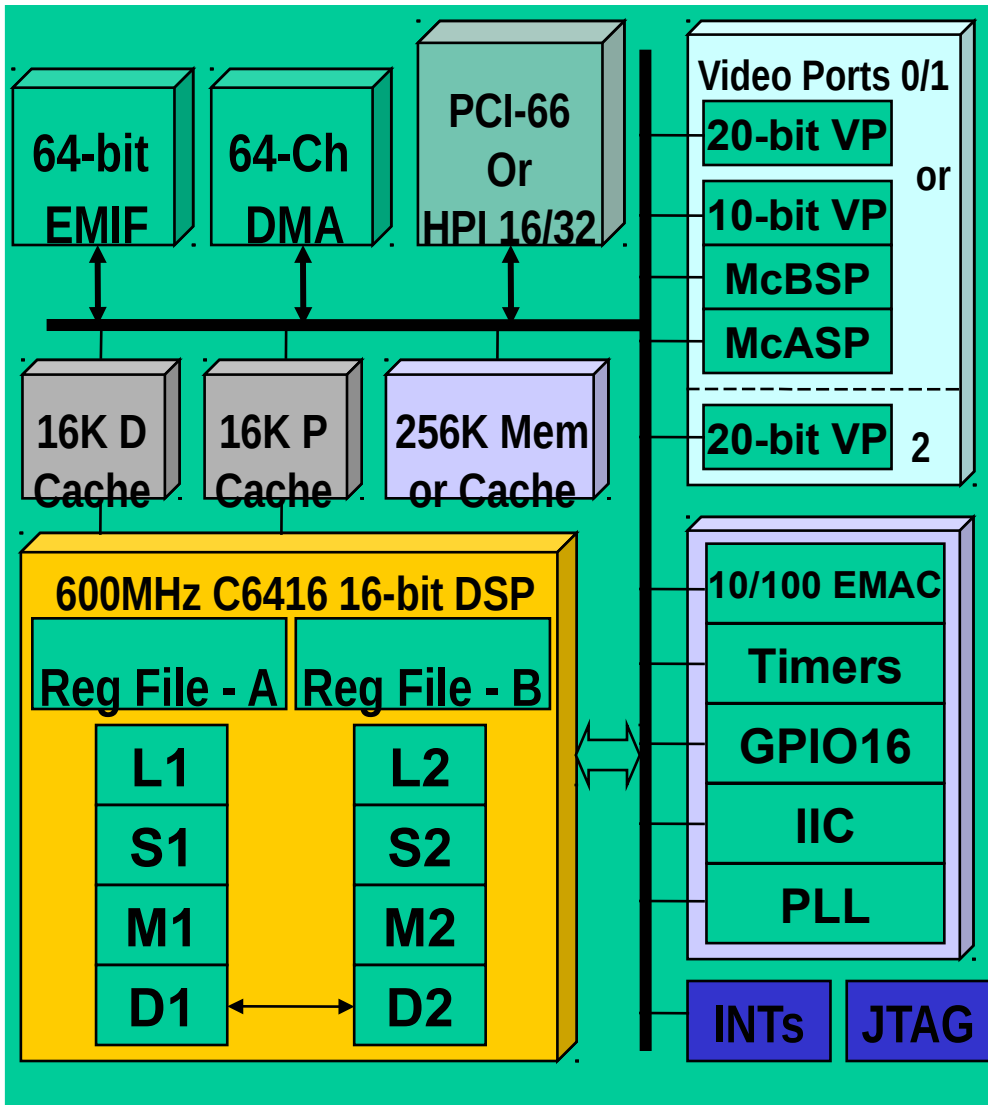 64-bit
EMIF
64-Ch
DMA
PCI-66
Or
HPI 16/32
Video Ports 0/1
20-bit VP
or
10-bit VP
McBSP
McASP
20-bit VP
2
16K D
Cache
16K P
Cache
256K Mem
or Cache
600MHz C6416 16-bit DSP
Reg File - A
Reg File - B
L1
S1
M1
D1
L2
S2
M2
D2
10/100 EMAC
Timers
GPIO16
IIC
PLL
INTs
JTAG